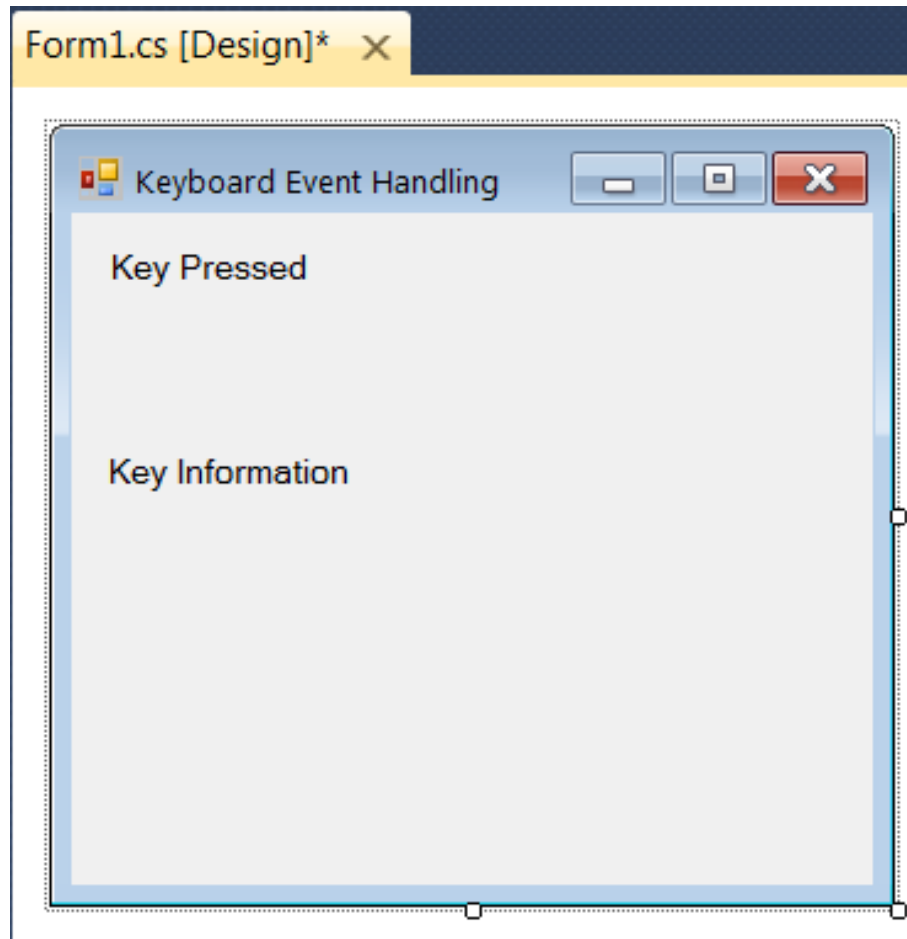 Form1.cs [Design]*
Keyboard Event Handling
Key Pressed
Key Information